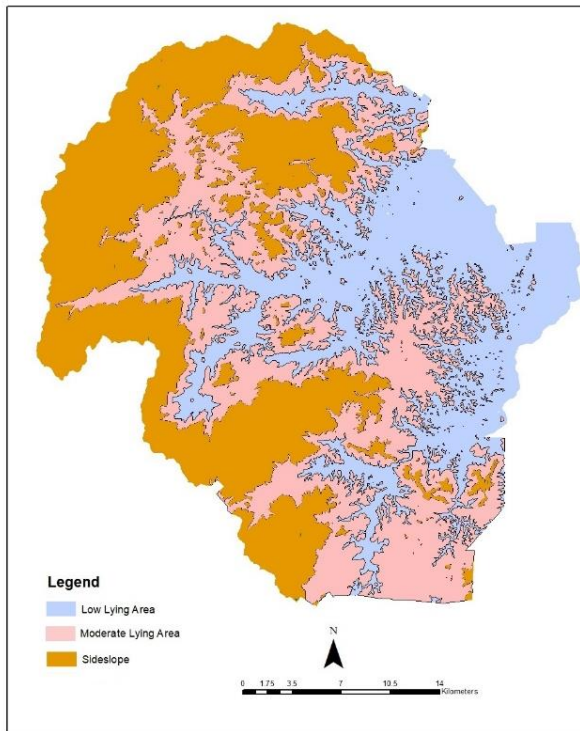 Legend
Low Lying Area
Moderate Lying Area
Sideslope
N
0 1.75 3.5 7 10.5 14
Kilometers